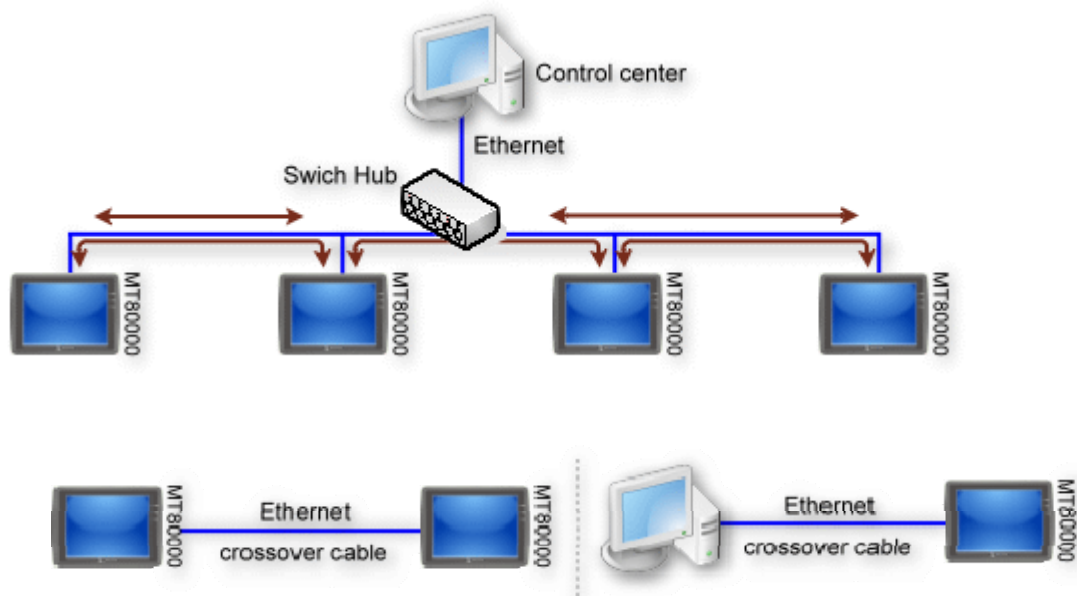 Control center
Ethernet
Swich Hub
MT80000
MT80000
MT80000
MT80000
MT80000
Ethernet
crossover cable
MT80000
Ethernet
crossover cable
MT80000